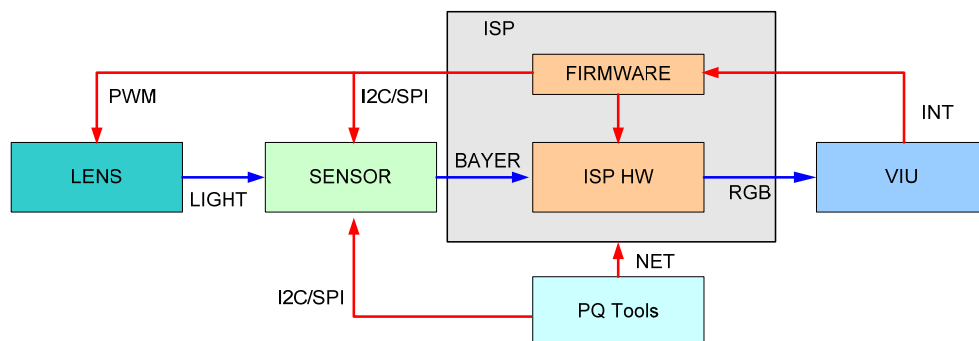 ISP
FIRMWARE
PWM
I2C/SPI
INT
LENS
LIGHT
SENSOR
BAYER
ISP HW
RGB
VIU
I2C/SPI
NET
PQ Tools